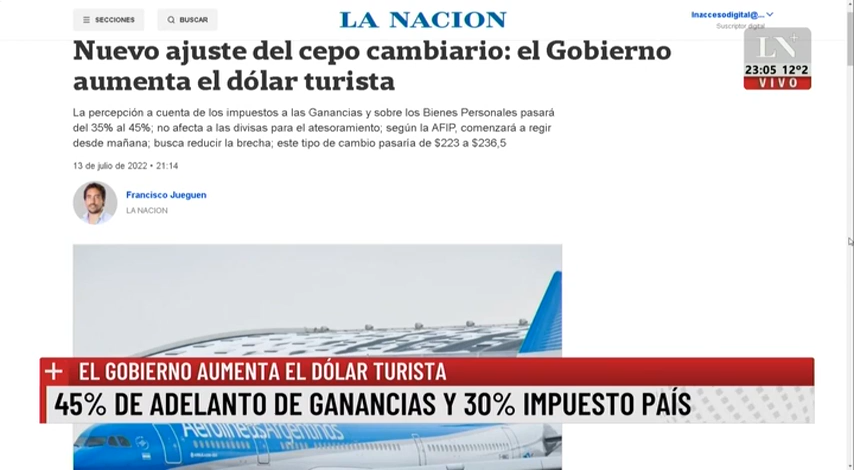 SECCIONES
BUSCAR
LA NACION
lnaccesodigital@...
Suscriptor digital
LN+
23:05 12º2
VIVO
Nuevo ajuste del cepo cambiario: el Gobierno
aumenta el dólar turista
La percepción a cuenta de los impuestos a las Ganancias y sobre los Bienes Personales pasará
del 35% al 45%; no afecta a las divisas para el atesoramiento; según la AFIP, comenzará a regir
desde mañana; busca reducir la brecha; este tipo de cambio pasaría de $223 a $236,5
13 de julio de 2022 • 21:14
Francisco Jueguen
LA NACION
EL GOBIERNO AUMENTA EL DÓLAR TURISTA
45% DE ADELANTO DE GANANCIAS Y 30% IMPUESTO PAÍS
Aerolíneas Argentinas